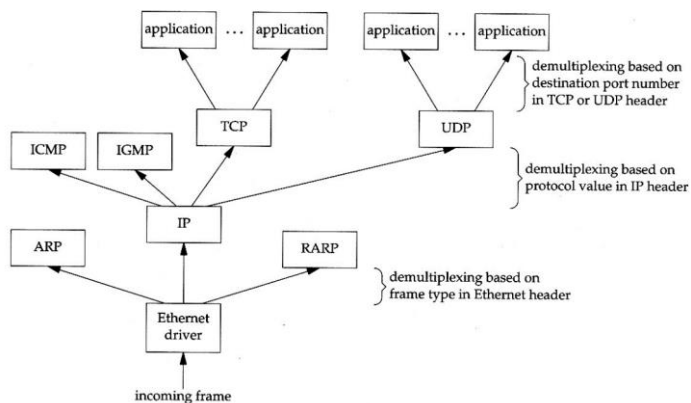 application ... application application ... application
demultiplexing based on
destination port number
in TCP or UDP header
TCP UDP
ICMP IGMP
demultiplexing based on
protocol value in IP header
IP
ARP RARP
demultiplexing based on
frame type in Ethernet header
Ethernet
driver
incoming frame